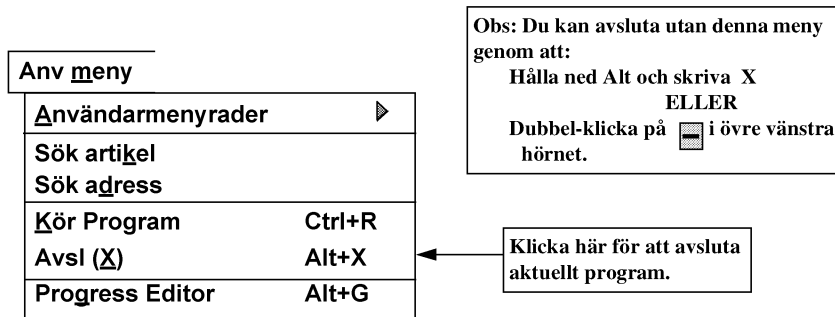 Anv meny
Användarmenyrader
Sök artikel
Sök adress
Kör Program Ctrl+R
Avsl (X) Alt+X
Progress Editor Alt+G
Obs: Du kan avsluta utan denna meny
genom att:
Hålla ned Alt och skriva X
ELLER
Dubbel-klicka på i övre vänstra
hörnet.
Klicka här för att avsluta
aktuellt program.